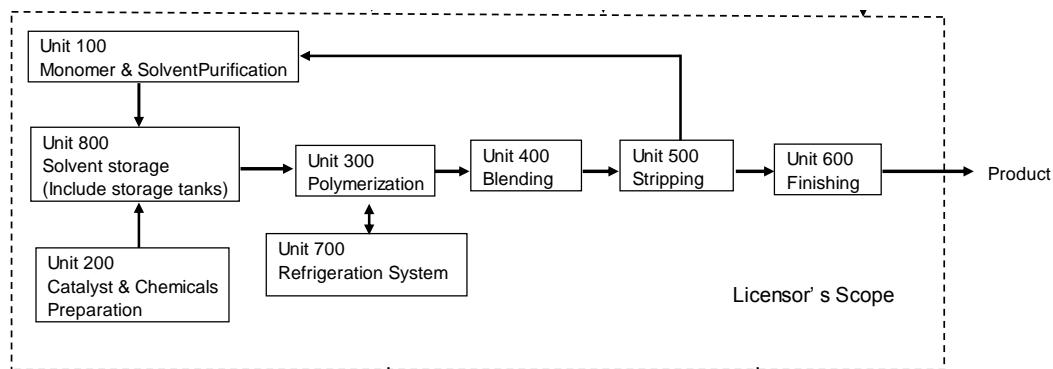 Unit 100
Monomer & SolventPurification
Unit 800
Solvent storage
(Include storage tanks)
Unit 300
Polymerization
Unit 400
Blending
Unit 500
Stripping
Unit 600
Finishing
Product
Unit 200
Catalyst & Chemicals
Preparation
Unit 700
Refrigeration System
Licensor’ s Scope